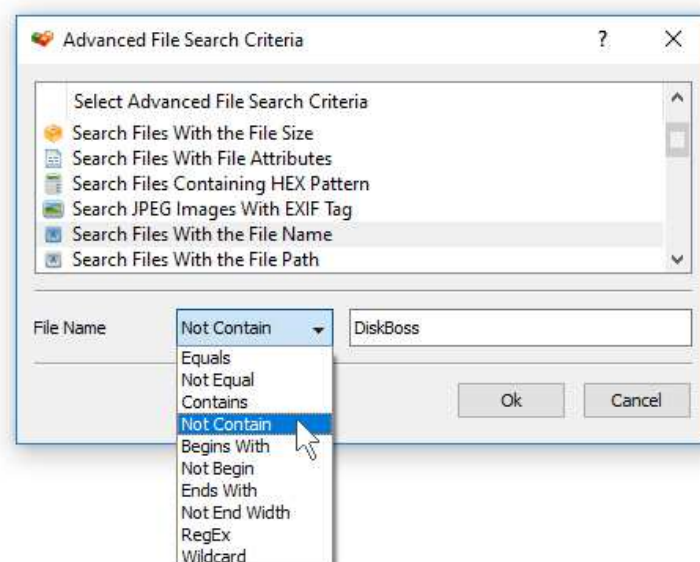 Advanced File Search Criteria ?
Select Advanced File Search Criteria
Search Files With the File Size
Search Files With File Attributes
Search Files Containing HEX Pattern
Search JPEG Images With EXIF Tag
Search Files With the File Name
Search Files With the File Path
File Name Not Contain DiskBoss
Equals
Not Equal
Contains
Ok Cancel
Not Contain
Begins With
Not Begin
Ends With
Not End Width
RegEx
Wildcard